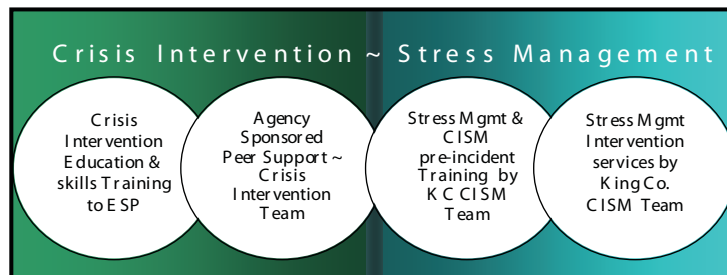 Crisis Intervention ~ Stress Management
Crisis
Intervention
Education &
skills Training
to ESP
Agency
Sponsored
Peer Support ~
Crisis
Intervention
Team
Stress Mgmt &
CISM
pre-incident
Training by
KC CISM
Team
Stress Mgmt
Intervention
services by
King Co.
CISM Team